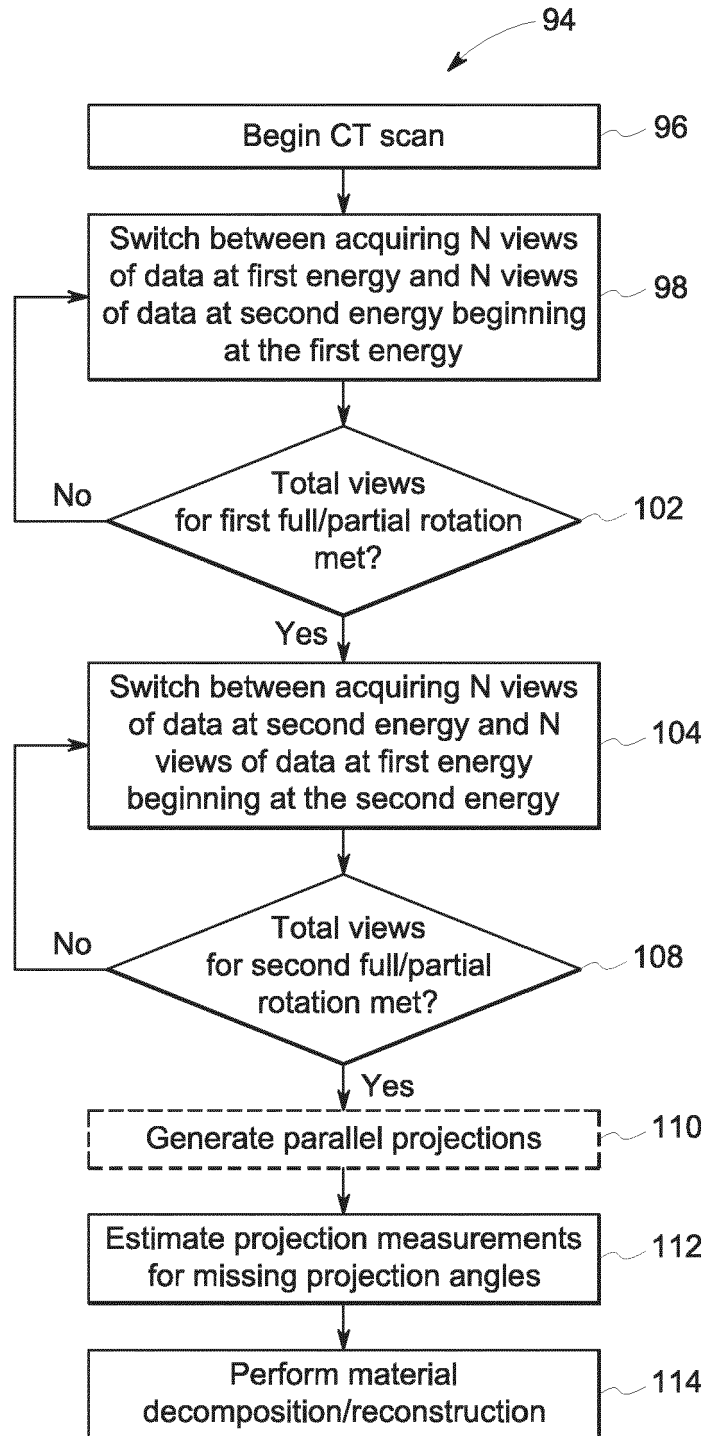 94
Begin CT scan
96
Switch between acquiring N views
of data at first energy and N views
of data at second energy beginning
at the first energy
98
Total views
for first full/partial rotation
met?
102
No
Yes
Switch between acquiring N views
of data at second energy and N
views of data at first energy
beginning at the second energy
104
Total views
for second full/partial
rotation met?
108
No
Yes
Generate parallel projections
110
Estimate projection measurements
for missing projection angles
112
Perform material
decomposition/reconstruction
114